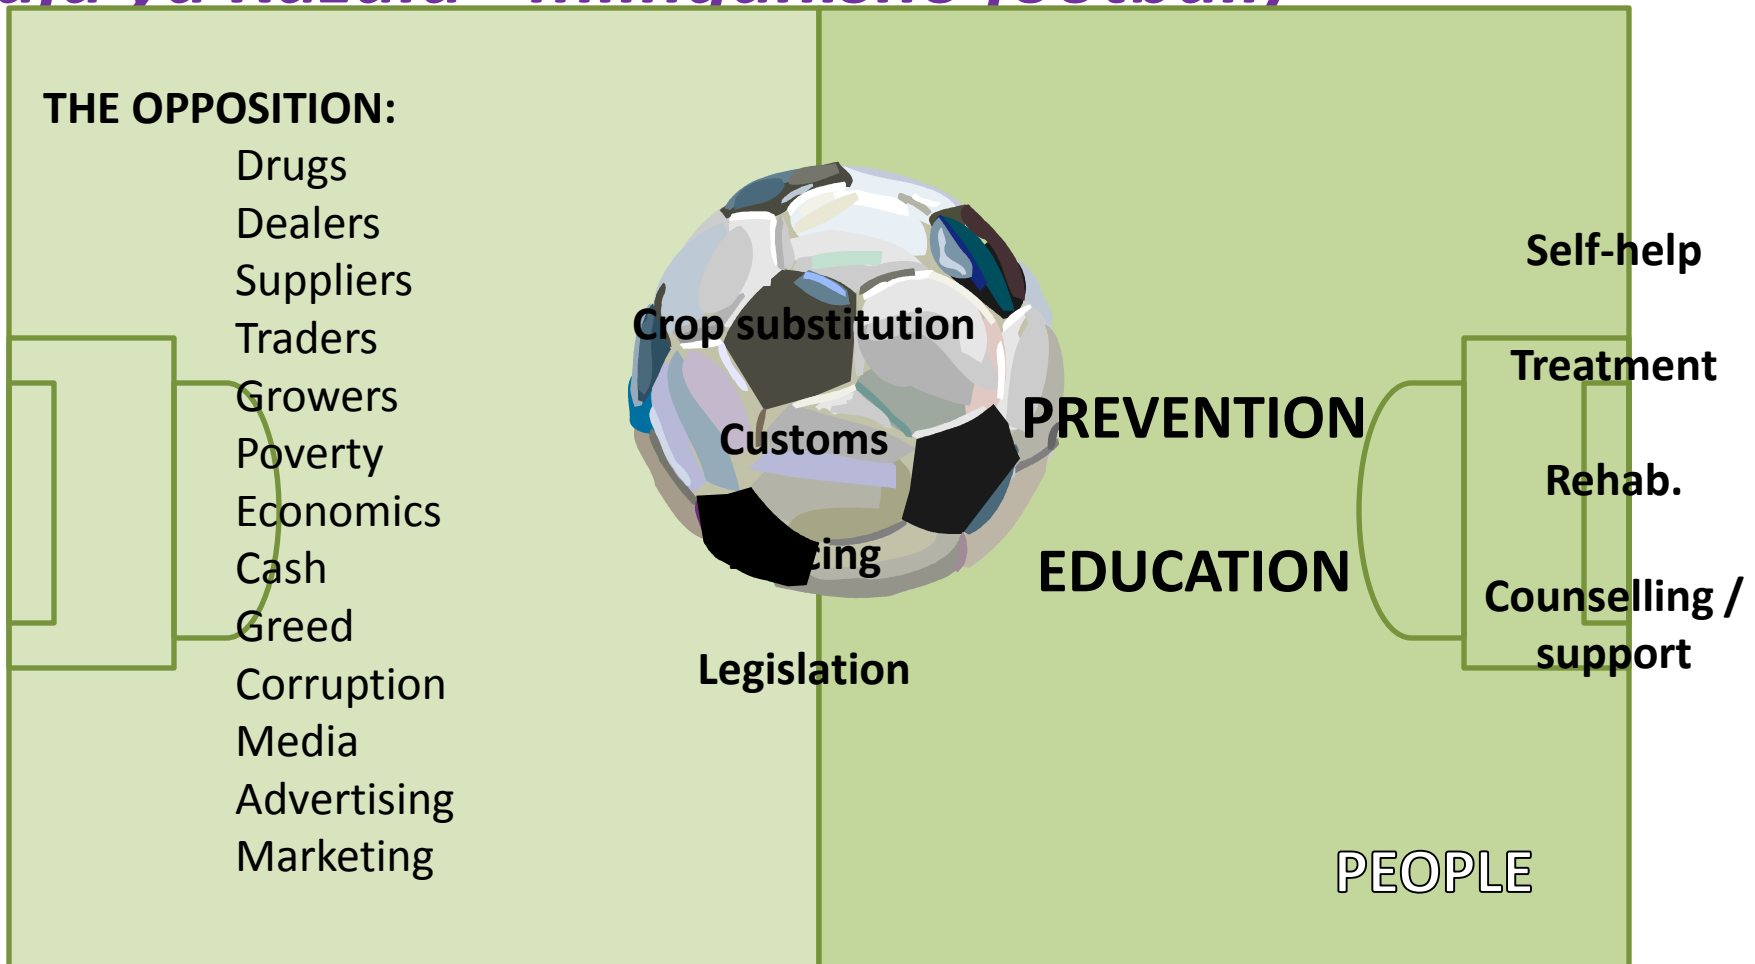 THE OPPOSITION:
Drugs
Dealers
Suppliers
Traders
Growers
Poverty
Economics
Cash
Greed
Corruption
Media
Advertising
Marketing
Crop substitution
Customs
Legislation
PREVENTION
EDUCATION
Self-help
Treatment
Rehab.
Counselling /
support
PEOPLE